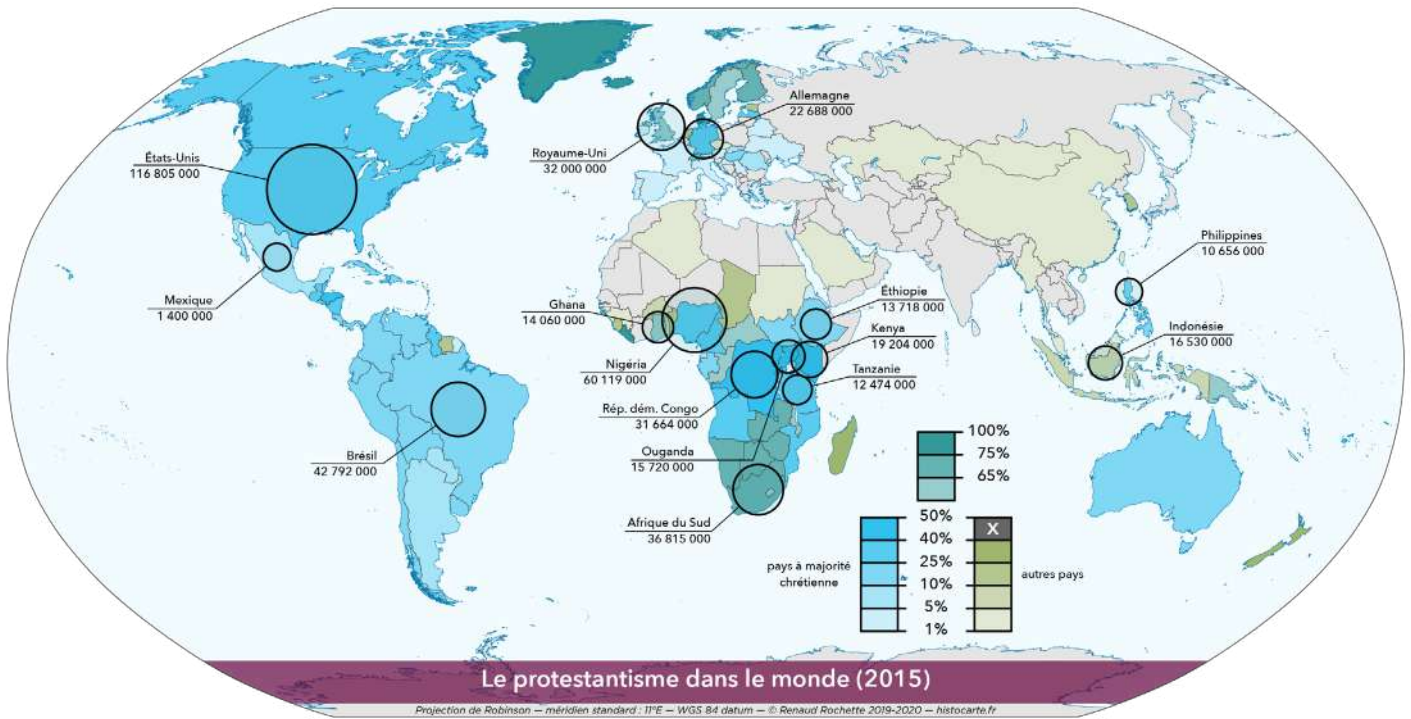 Allemagne
22 688 000
Royaume-Uni
32 000 000
États-Unis
116 805 000
Mexique
1 400 000
Philippines
10 656 000
Ghana
14 060 000
Éthiopie
13 718 000
Kenya
19 204 000
Indonésie
16 530 000
Nigéria
60 119 000
Tanzanie
12 474 000
Rép. dém. Congo
31 664 000
Ouganda
15 720 000
Brésil
42 792 000
Afrique du Sud
36 815 000
100%
75%
65%
50%
X
40%
25%
10%
5%
1%
pays à majorité
chrétienne
autres pays
Le protestantisme dans le monde (2015)
Projection de Robinson – méridien standard : 11°E – WGS 84 datum – © Renaud Rochette 2019-2020 – histocarte.fr